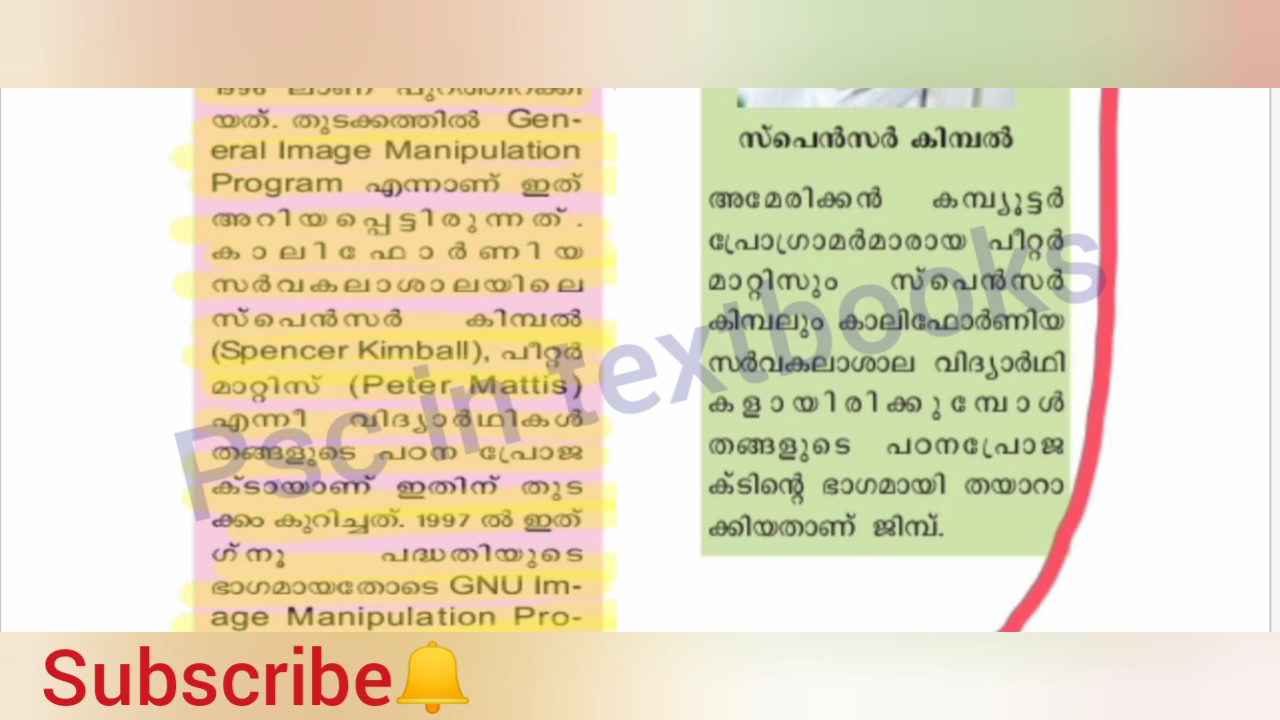 1996 ലാണ് പുറത്തിറക്കി
യത്. തുടക്കത്തിൽ Gen-
eral Image Manipulation
Program എന്നാണ് ഇത്
അറിയപ്പെട്ടിരുന്നത്.
കാലിഫോർണിയ
സർവകലാശാലയിലെ
സ്പെൻസർ കിമ്പൽ
(Spencer Kimball), പീറ്റർ
മാറ്റിസ് (Peter Mattis)
എന്നീ വിദ്യാർഥികൾ
തങ്ങളുടെ പഠന പ്രോജ
ക്ടായാണ് ഇതിന് തുട
ക്കം കുറിച്ചത്. 1997 ൽ ഇത്
ഗ്നൂ പദ്ധതിയുടെ
ഭാഗമായതോടെ GNU Im-
age Manipulation Pro-
സ്പെൻസർ കിമ്പൽ
അമേരിക്കൻ കമ്പ്യൂട്ടർ
പ്രോഗ്രാമർമാരായ പീറ്റർ
മാറ്റിസും സ്പെൻസർ
കിമ്പലും കാലിഫോർണിയ
സർവകലാശാല വിദ്യാർഥി
കളായിരിക്കുമ്പോൾ
തങ്ങളുടെ പഠനപ്രോജ
ക്ടിന്റെ ഭാഗമായി തയാറാ
ക്കിയതാണ് ജിമ്പ്.
Psc in textbooks
Subscribe